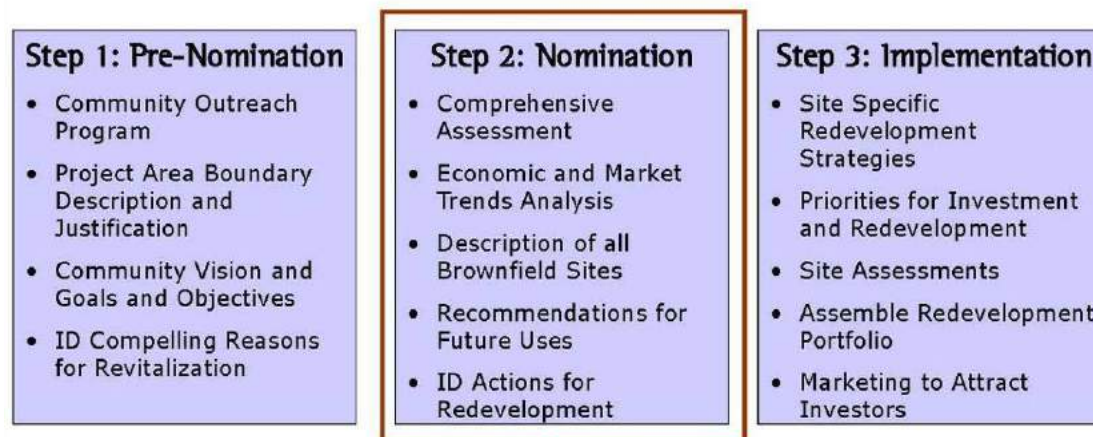 Step 1: Pre-Nomination
• Community Outreach
Program
• Project Area Boundary
Description and
Justification
• Community Vision and
Goals and Objectives
• ID Compelling Reasons
for Revitalization
Step 2: Nomination
• Comprehensive
Assessment
• Economic and Market
Trends Analysis
• Description of all
Brownfield Sites
• Recommendations for
Future Uses
• ID Actions for
Redevelopment
Step 3: Implementation
• Site Specific
Redevelopment
Strategies
• Priorities for Investment
and Redevelopment
• Site Assessments
• Assemble Redevelopment
Portfolio
• Marketing to Attract
Investors